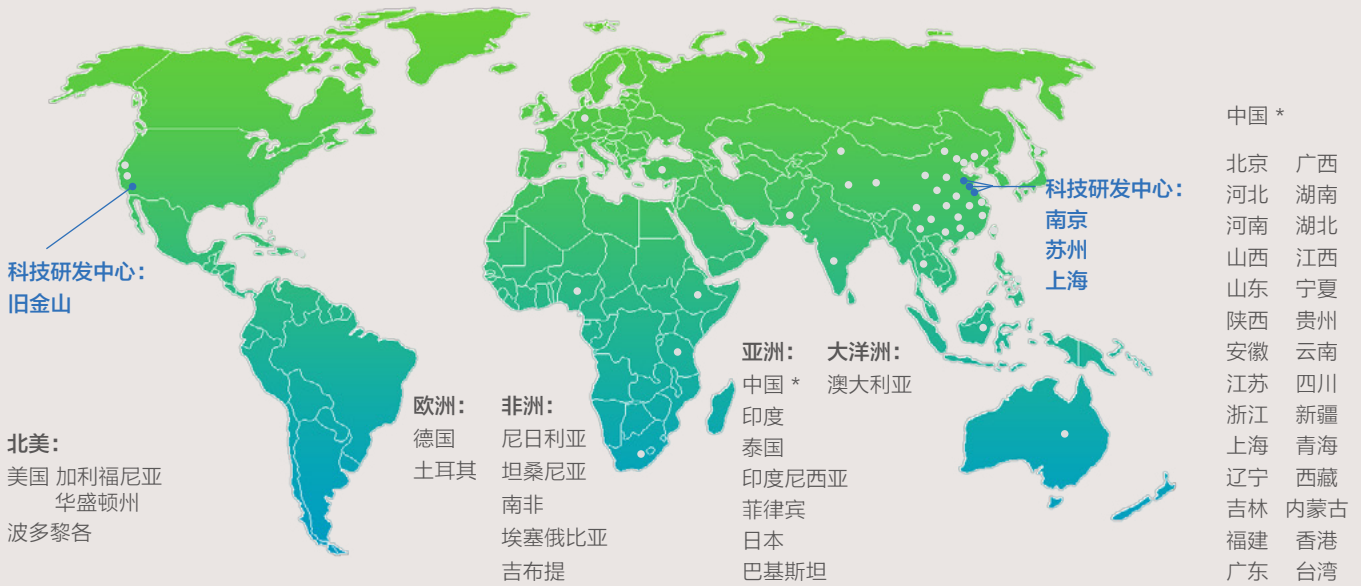 科技研发中心：
旧金山
北美：
美国 加利福尼亚
华盛顿州
波多黎各
欧洲：
德国
土耳其
非洲：
尼日利亚
坦桑尼亚
南非
埃塞俄比亚
吉布提
亚洲：
中国 *
印度
泰国
印度尼西亚
菲律宾
日本
巴基斯坦
大洋洲：
澳大利亚
科技研发中心：
南京
苏州
上海
中国 *
北京 广西
河北 湖南
河南 湖北
山西 江西
山东 宁夏
陕西 贵州
安徽 云南
江苏 四川
浙江 新疆
上海 青海
辽宁 西藏
吉林 内蒙古
福建 香港
广东 台湾